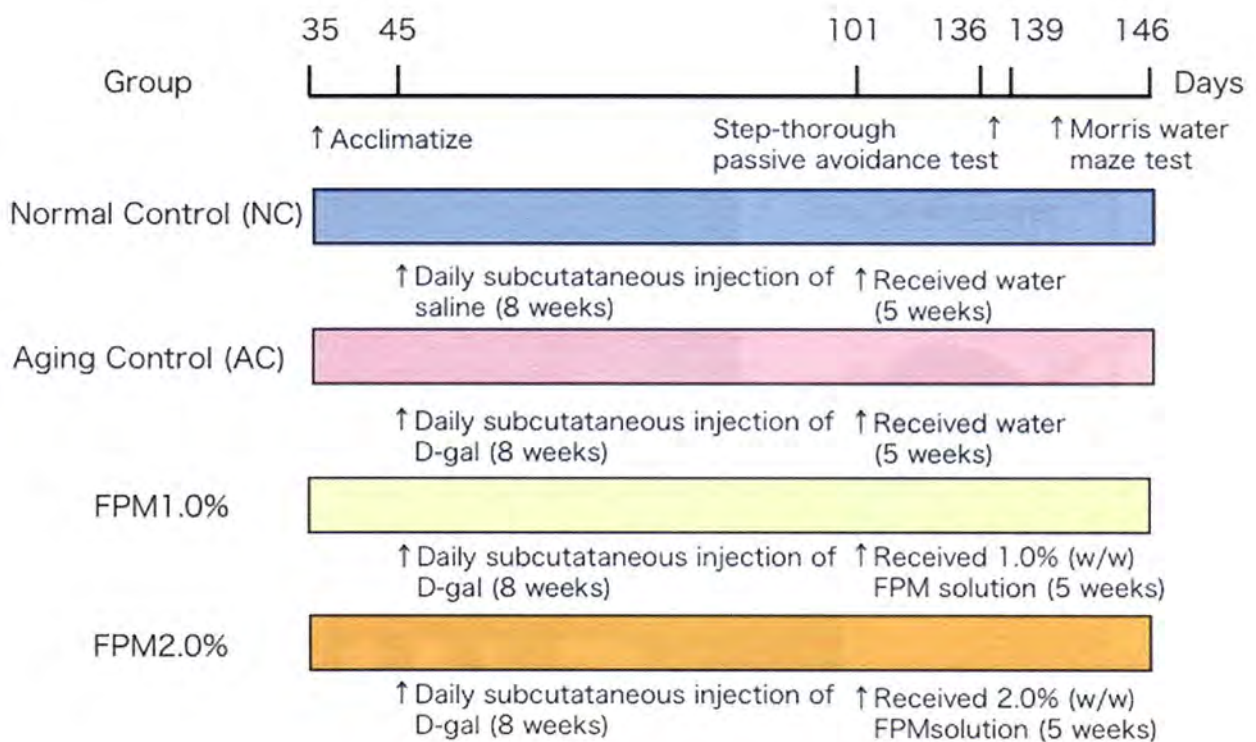 35 45 101 136 139 146
Group Days
↑ Acclimatize
Step-thorough ↑
passive avoidance test
↑ Morris water
maze test
Normal Control (NC)
↑ Daily subcutataneous injection of
saline (8 weeks)
↑ Received water
(5 weeks)
Aging Control (AC)
↑ Daily subcutataneous injection of
D-gal (8 weeks)
↑ Received water
(5 weeks)
FPM1.0%
↑ Daily subcutataneous injection of
D-gal (8 weeks)
↑ Received 1.0% (w/w)
FPM solution (5 weeks)
FPM2.0%
↑ Daily subcutataneous injection of
D-gal (8 weeks)
↑ Received 2.0% (w/w)
FPMsolution (5 weeks)